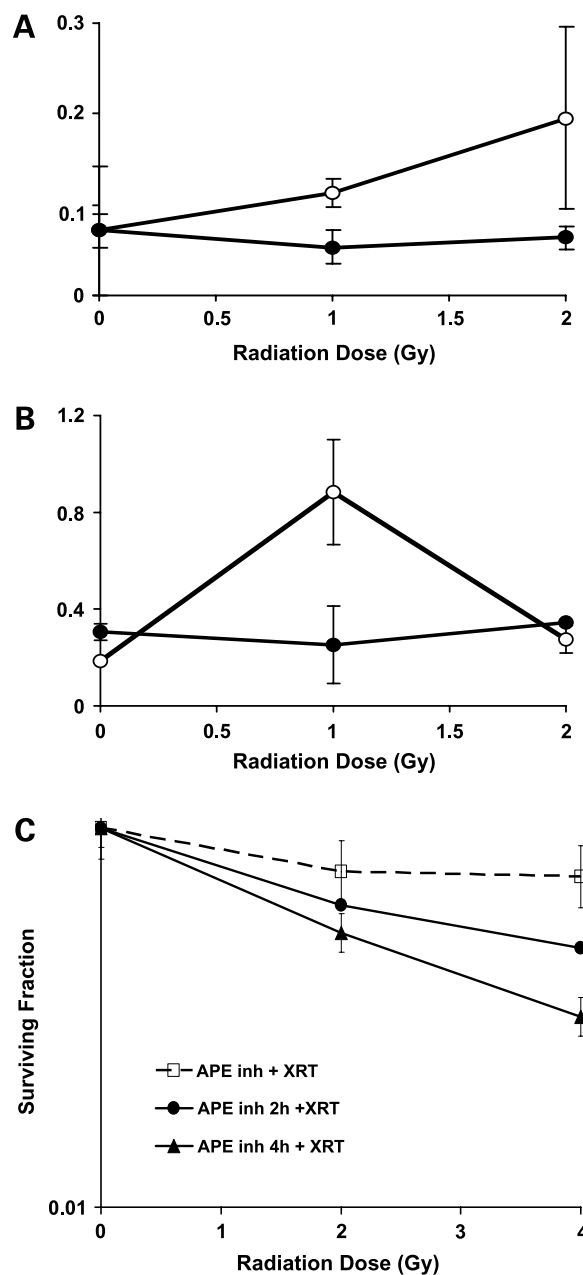 A
0.3
0.2
0.1
0
0 0.5 1 1.5 2
Radiation Dose (Gy)
B
1.2
0.8
0.4
0
0 0.5 1 1.5 2
Radiation Dose (Gy)
C
Surviving Fraction
APE inh + XRT
APE inh 2h +XRT
APE inh 4h + XRT
0.01
0 1 2 3 4
Radiation Dose (Gy)